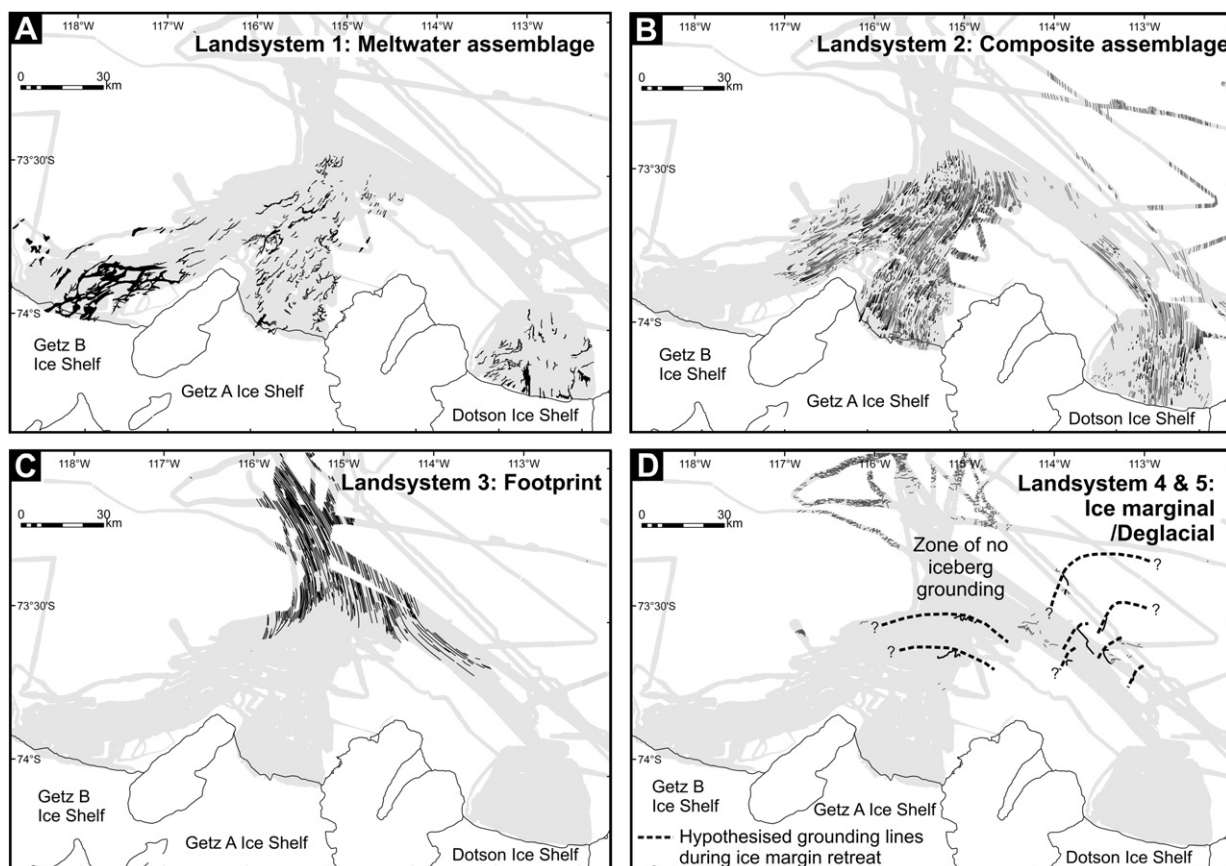 A
118°W 117°W 116°W 115°W 114°W 113°W
Landsystem 1: Meltwater assemblage
0 30
km
73°30'S
74°S
Getz B
Ice Shelf
Getz A Ice Shelf
Dotson Ice Shelf
B
118°W 117°W 116°W 115°W 114°W 113°W
Landsystem 2: Composite assemblage
0 30
km
73°30'S
74°S
Getz B
Ice Shelf
Getz A Ice Shelf
Dotson Ice Shelf
C
118°W 117°W 116°W 115°W 114°W 113°W
Landsystem 3: Footprint
0 30
km
73°30'S
74°S
Getz B
Ice Shelf
Getz A Ice Shelf
Dotson Ice Shelf
D
118°W 117°W 116°W 115°W 114°W 113°W
Landsystem 4 & 5:
Ice marginal
/Deglacial
0 30
km
Zone of no
iceberg
grounding
?
73°30'S
?
?
?
?
?
74°S
Getz B
Ice Shelf
Getz A Ice Shelf
Dotson Ice Shelf
Hypothesised grounding lines
during ice margin retreat